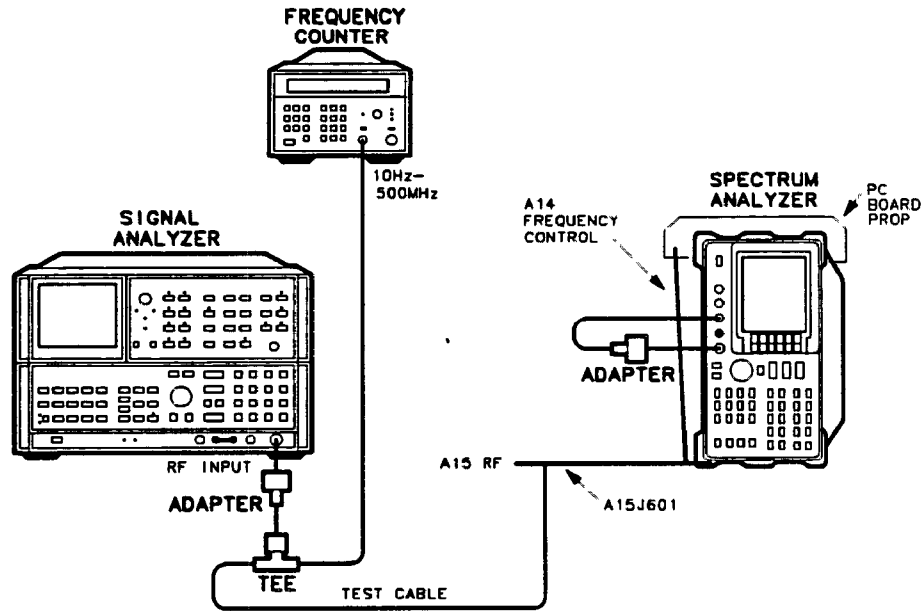 FREQUENCY
COUNTER
10Hz-
500MHz
SPECTRUM
ANALYZER
PC
BOARD
PROP
A14
FREQUENCY
CONTROL
SIGNAL
ANALYZER
ADAPTER
RF INPUT
A15 RF
A15J601
ADAPTER
TEE
TEST CABLE